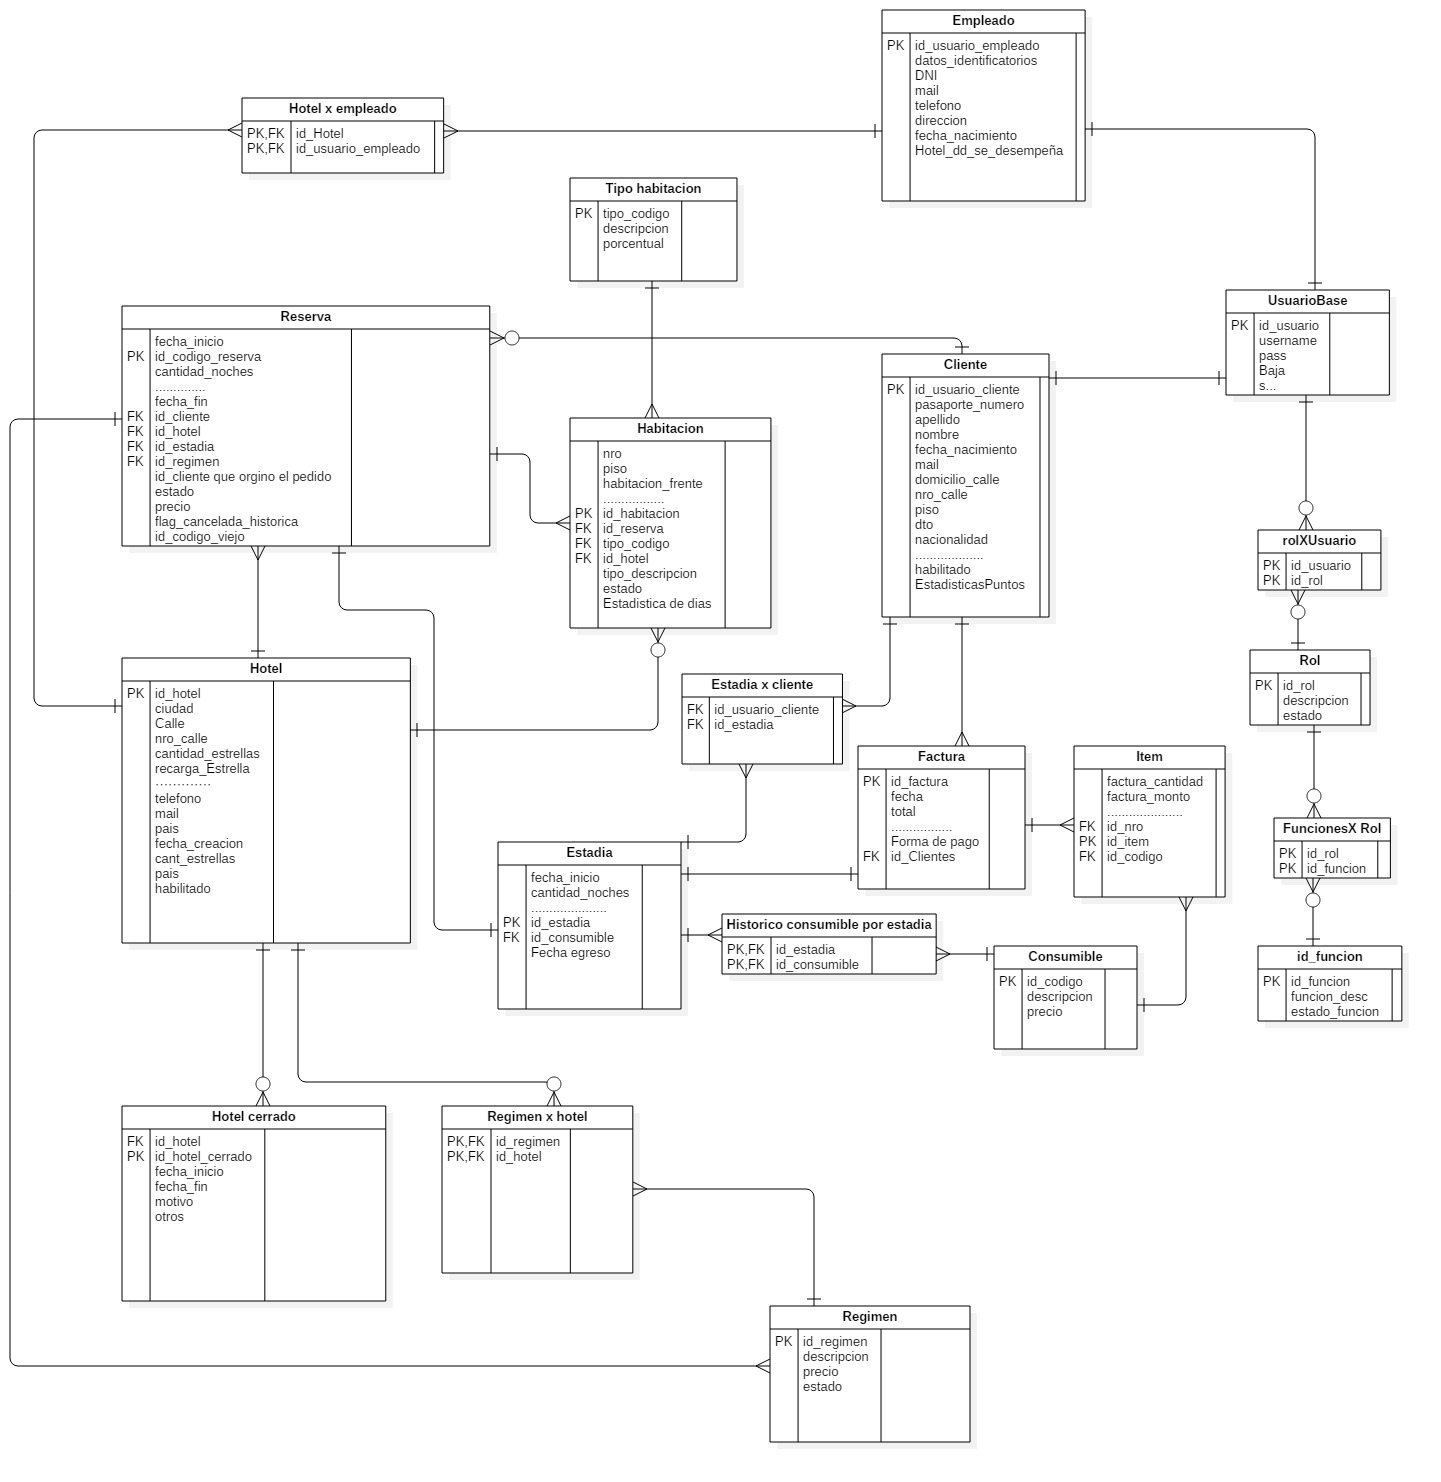 Empleado
PK id_usuario_empleado
datos_identificatorios
DNI
mail
telefono
direccion
fecha_nacimiento
Hotel_dd_se_desempeña
Hotel x empleado
PK,FK id_Hotel
PK,FK id_usuario_empleado
Tipo habitacion
PK tipo_codigo
descripcion
porcentual
UsuarioBase
PK id_usuario
username
pass
Baja
s...
Reserva
fecha_inicio
PK id_codigo_reserva
cantidad_noches
..............
fecha_fin
FK id_cliente
FK id_hotel
FK id_estadia
FK id_regimen
id_cliente que orgino el pedido
estado
precio
flag_cancelada_historica
id_codigo_viejo
Cliente
PK id_usuario_cliente
pasaporte_numero
apellido
nombre
fecha_nacimiento
mail
domicilio_calle
nro_calle
piso
dto
nacionalidad
...................
habilitado
EstadisticasPuntos
Habitacion
nro
piso
habitacion_frente
.................
PK id_habitacion
FK id_reserva
FK tipo_codigo
FK id_hotel
tipo_descripcion
estado
Estadistica de dias
rolXUsuario
PK id_usuario
PK id_rol
Rol
PK id_rol
descripcion
estado
Hotel
PK id_hotel
ciudad
Calle
nro_calle
cantidad_estrellas
recarga_Estrella
.............
telefono
mail
pais
fecha_creacion
cant_estrellas
pais
habilitado
Estadia x cliente
FK id_usuario_cliente
FK id_estadia
Factura
PK id_factura
fecha
total
.................
Forma de pago
FK id_Clientes
Item
factura_cantidad
factura_monto
.....................
FK id_nro
PK id_item
FK id_codigo
FuncionesX Rol
PK id_rol
PK id_funcion
Estadia
fecha_inicio
cantidad_noches
.....................
PK id_estadia
FK id_consumible
Fecha egreso
Historico consumible por estadia
PK,FK id_estadia
PK,FK id_consumible
Consumible
PK id_codigo
descripcion
precio
id_funcion
PK id_funcion
funcion_desc
estado_funcion
Hotel cerrado
FK id_hotel
PK id_hotel_cerrado
fecha_inicio
fecha_fin
motivo
otros
Regimen x hotel
PK,FK id_regimen
PK,FK id_hotel
Regimen
PK id_regimen
descripcion
precio
estado